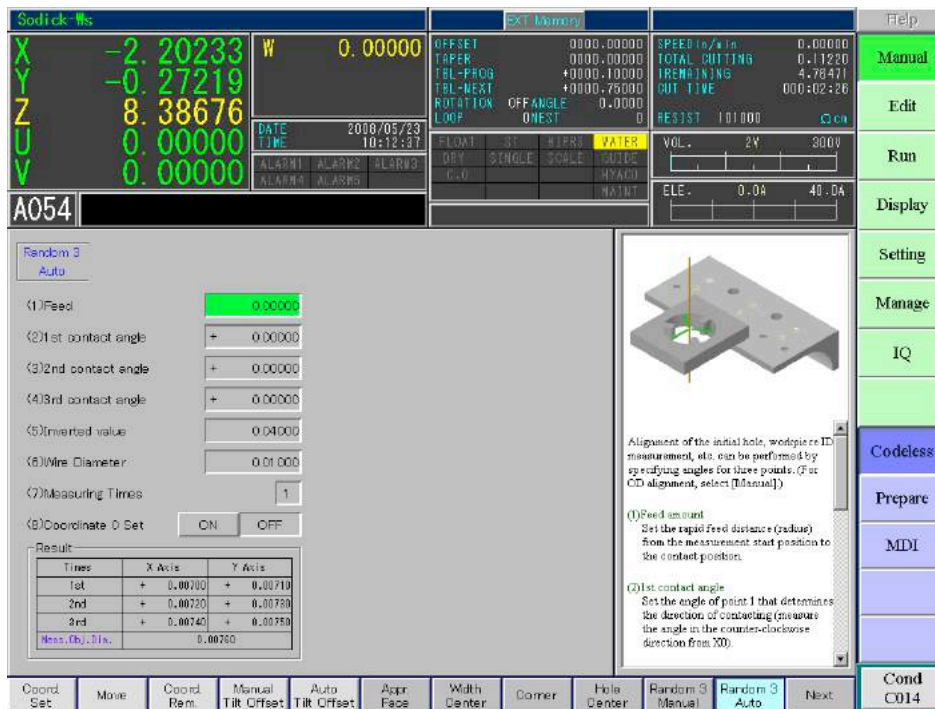 Sodick-Ws
EXT Memory
Help
X -2.20233
Y -0.27219
Z 8.38676
U 0.00000
V 0.00000
W 0.00000
DATE 2008/05/23
TIME 10:12:37
ALARM1 ALARM2 ALARM3
ALARM4 ALARM5
OFFSET 0000.00000
TAPER 0000.00000
TBL-PROG +0000.10000
TBL-NEXT +0000.75000
ROTATION OFF ANGLE 0.0000
LOOP 0 NEST 0
FLOAT ST WIPRS WATER
DRY SINGLE SCALE GUIDE
C.O HYACU
MAINT
SPEED in/min 0.00000
TOTAL CUTTING 0.11220
IREMAINING 4.76471
CUT TIME 000:02:26
RESIST 101000 Ωcm
VOL. 2V 300V
ELE. 0.0A 40.0A
A054
Manual
Edit
Run
Display
Setting
Manage
IQ
Codeless
Prepare
MDI
Cond
C014
Random 3
Auto
(1)Feed 0.00000
(2)1st contact angle + 0.00000
(3)2nd contact angle + 0.00000
(4)3rd contact angle + 0.00000
(5)Inverted value 0.04000
(6)Wire Diameter 0.01000
(7)Measuring Times 1
(8)Coordinate 0 Set ON OFF
Result
Times X Axis Y Axis
1st + 0.00700 + 0.00710
2nd + 0.00720 + 0.00730
3rd + 0.00740 + 0.00750
Meas.Obj.Dia. 0.00760
Alignment of the initial hole, workpiece ID
measurement, etc. can be performed by
specifying angles for three points. (For
OD alignment, select [Manual].)
(1)Feed amount
Set the rapid feed distance (radius)
from the measurement start position to
the contact position.
(2)1st contact angle
Set the angle of point 1 that determines
the direction of contacting (measure
the angle in the counter-clockwise
direction from X0).
Coord. Set
Move
Coord. Rem.
Manual Tilt Offset
Auto Tilt Offset
Appr. Face
Width Center
Corner
Hole Center
Random 3 Manual
Random 3 Auto
Next